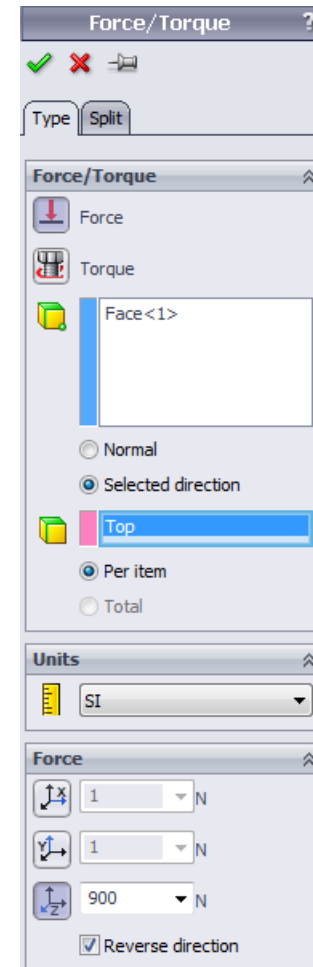 Force/Torque ?
Type Split
Force/Torque
Force
Torque
Face<1>
Normal
Selected direction
Top
Per item
Total
Units
SI
Force
X 1 N
Y 1 N
Z 900 N
Reverse direction